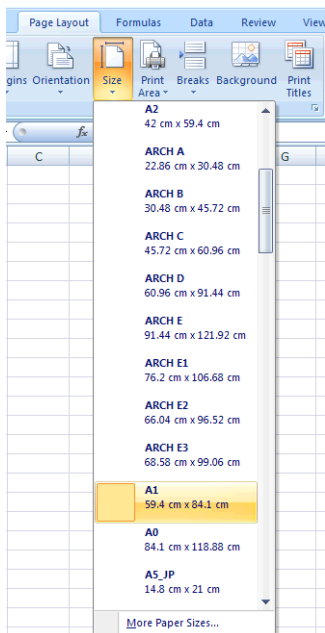 Page Layout Formulas Data Review View
gins Orientation Size Print Area Breaks Background Print Titles
fx
C G
A2
42 cm x 59.4 cm
ARCH A
22.86 cm x 30.48 cm
ARCH B
30.48 cm x 45.72 cm
ARCH C
45.72 cm x 60.96 cm
ARCH D
60.96 cm x 91.44 cm
ARCH E
91.44 cm x 121.92 cm
ARCH E1
76.2 cm x 106.68 cm
ARCH E2
66.04 cm x 96.52 cm
ARCH E3
68.58 cm x 99.06 cm
A1
59.4 cm x 84.1 cm
A0
84.1 cm x 118.88 cm
A5_JP
14.8 cm x 21 cm
More Paper Sizes...